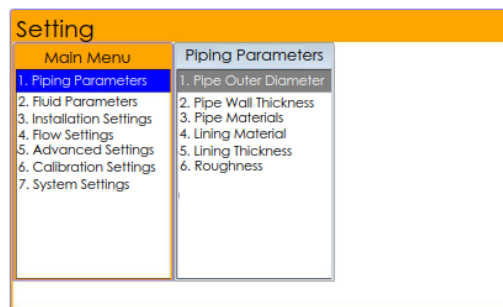 Setting
Main Menu
1. Piping Parameters
2. Fluid Parameters
3. Installation Settings
4. Flow Settings
5. Advanced Settings
6. Calibration Settings
7. System Settings
Piping Parameters
1. Pipe Outer Diameter
2. Pipe Wall Thickness
3. Pipe Materials
4. Lining Material
5. Lining Thickness
6. Roughness